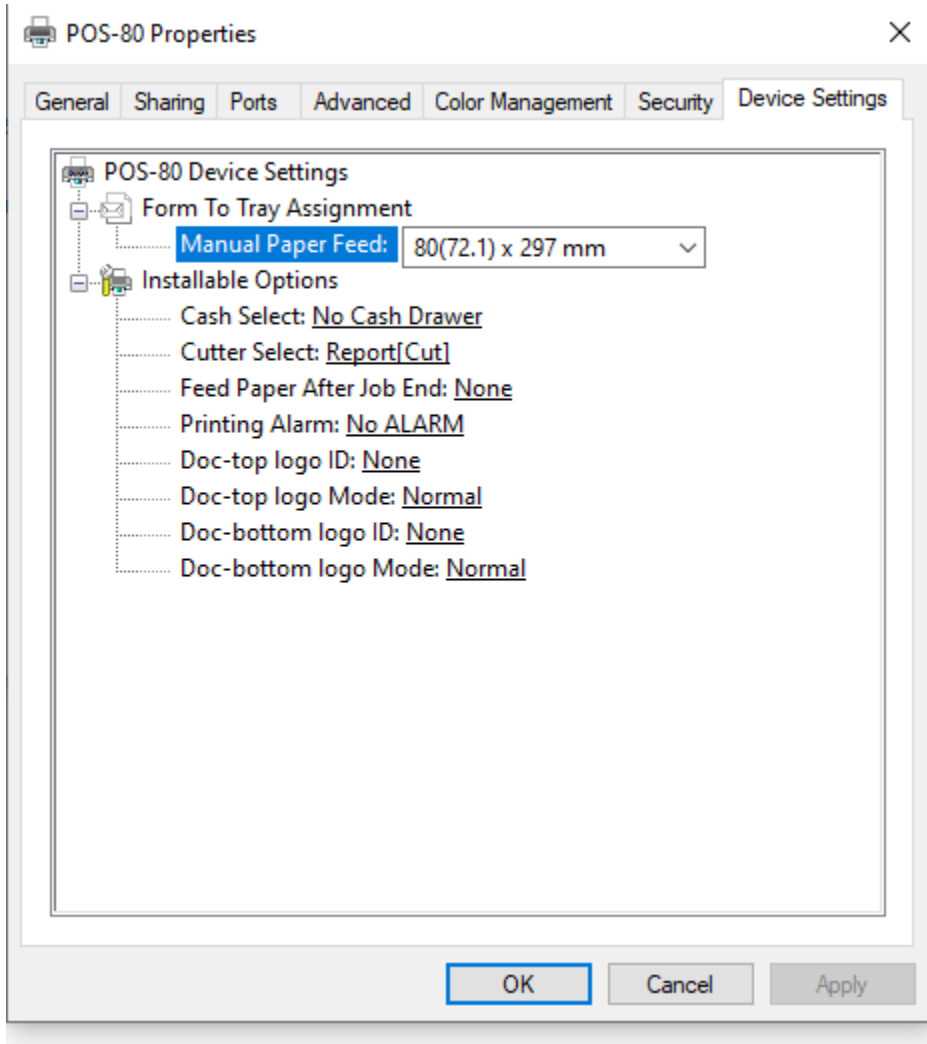 POS-80 Properties
General Sharing Ports Advanced Color Management Security Device Settings
POS-80 Device Settings
Form To Tray Assignment
Manual Paper Feed: 80(72.1) x 297 mm
Installable Options
Cash Select: No Cash Drawer
Cutter Select: Report[Cut]
Feed Paper After Job End: None
Printing Alarm: No ALARM
Doc-top logo ID: None
Doc-top logo Mode: Normal
Doc-bottom logo ID: None
Doc-bottom logo Mode: Normal
OK Cancel Apply